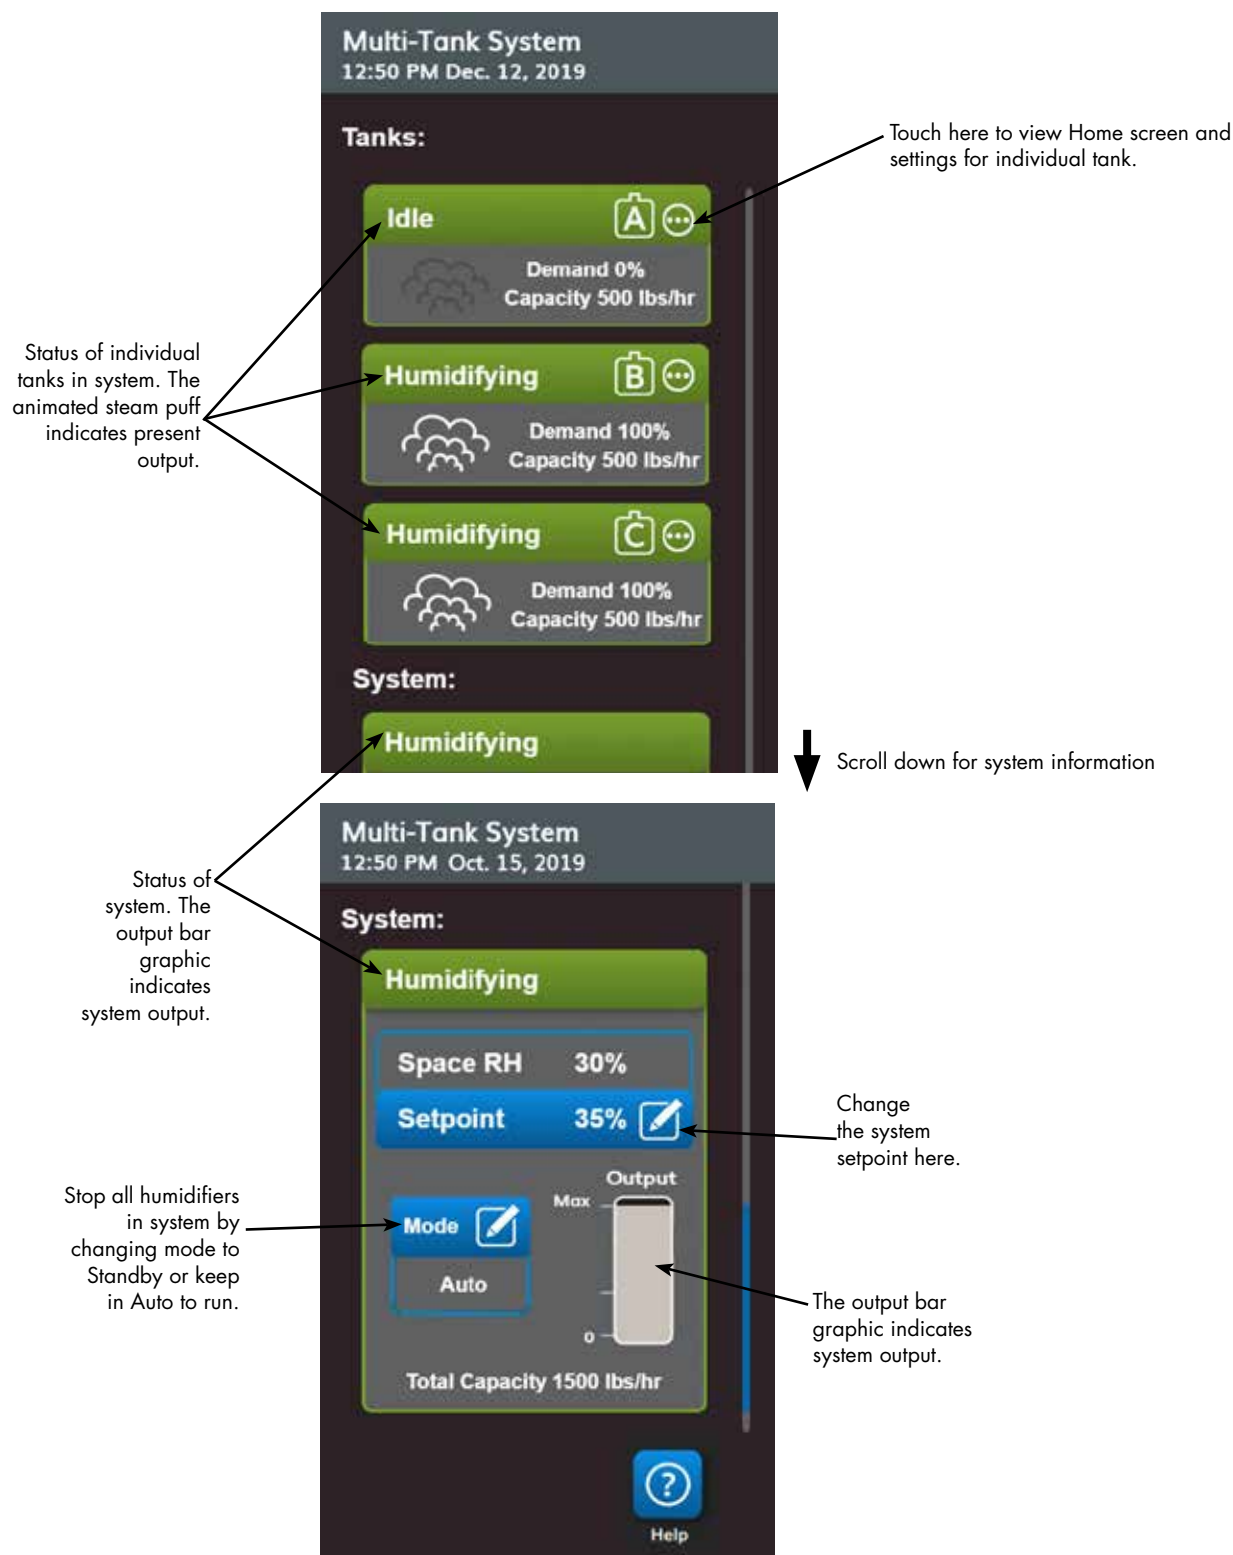 Multi-Tank System
12:50 PM Dec. 12, 2019
Tanks:
Touch here to view Home screen and
settings for individual tank.
Idle
A
Demand 0%
Capacity 500 lbs/hr
Status of individual
tanks in system. The
animated steam puff
indicates present
output.
Humidifying
B
Demand 100%
Capacity 500 lbs/hr
Humidifying
C
Demand 100%
Capacity 500 lbs/hr
System:
Humidifying
Scroll down for system information
Multi-Tank System
12:50 PM Oct. 15, 2019
Status of
system. The
output bar
graphic
indicates
system output.
System:
Humidifying
Space RH 30%
Setpoint 35%
Change
the system
setpoint here.
Stop all humidifiers
in system by
changing mode to
Standby or keep
in Auto to run.
Mode
Auto
Output
Max
0
The output bar
graphic indicates
system output.
Total Capacity 1500 lbs/hr
?
Help